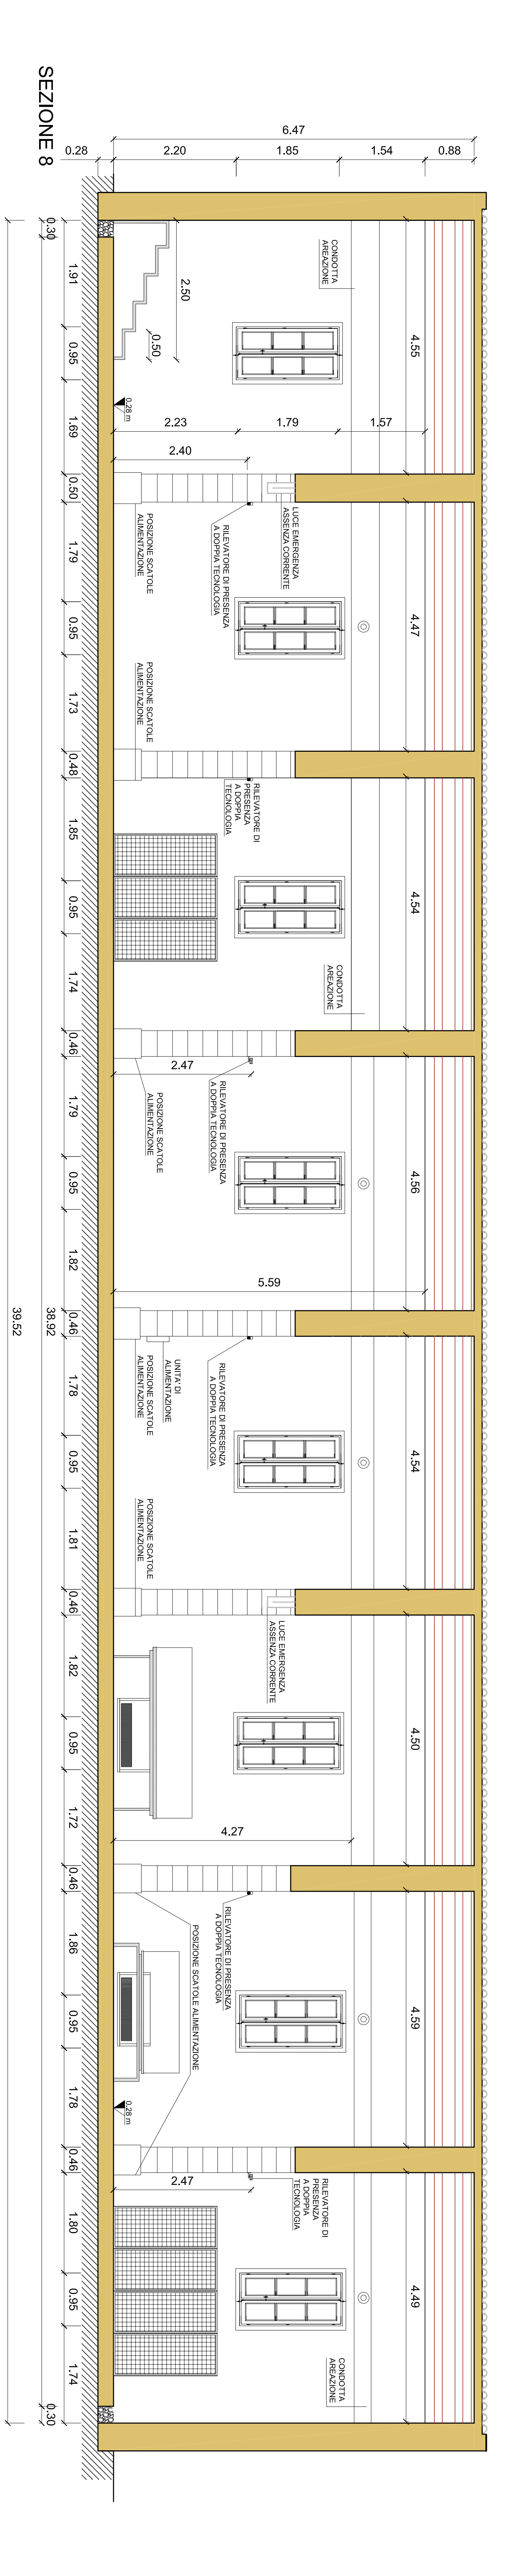 SEZIONE 8
6.47
0.28
2.20
1.85
1.54
0.88
0.30
1.91
0.95
1.69
0.50
1.79
0.95
1.73
0.48
1.85
0.95
1.74
0.46
1.79
0.95
1.82
0.46
1.78
0.95
1.81
0.46
1.82
0.95
1.72
0.46
1.86
0.95
1.78
0.46
1.80
0.95
1.74
0.30
38.92
39.52
2.50
0.50
CONDOTTA
AREAZIONE
4.55
0.28 m
2.23
1.79
1.57
2.40
LUCE EMERGENZA
ASSENZA CORRENTE
RILEVATORE DI PRESENZA
A DOPPIA TECNOLOGIA
POSIZIONE SCATOLE
ALIMENTAZIONE
4.47
POSIZIONE SCATOLE
ALIMENTAZIONE
RILEVATORE DI
PRESENZA
A DOPPIA
TECNOLOGIA
4.54
CONDOTTA
AREAZIONE
2.47
RILEVATORE DI PRESENZA
A DOPPIA TECNOLOGIA
POSIZIONE SCATOLE
ALIMENTAZIONE
4.56
5.59
RILEVATORE DI PRESENZA
A DOPPIA TECNOLOGIA
UNITA' DI
ALIMENTAZIONE
POSIZIONE SCATOLE
ALIMENTAZIONE
4.54
POSIZIONE SCATOLE
ALIMENTAZIONE
LUCE EMERGENZA
ASSENZA CORRENTE
4.50
4.27
RILEVATORE DI PRESENZA
A DOPPIA TECNOLOGIA
POSIZIONE SCATOLE ALIMENTAZIONE
4.59
0.28 m
2.47
RILEVATORE DI
PRESENZA
A DOPPIA
TECNOLOGIA
4.49
CONDOTTA
AREAZIONE